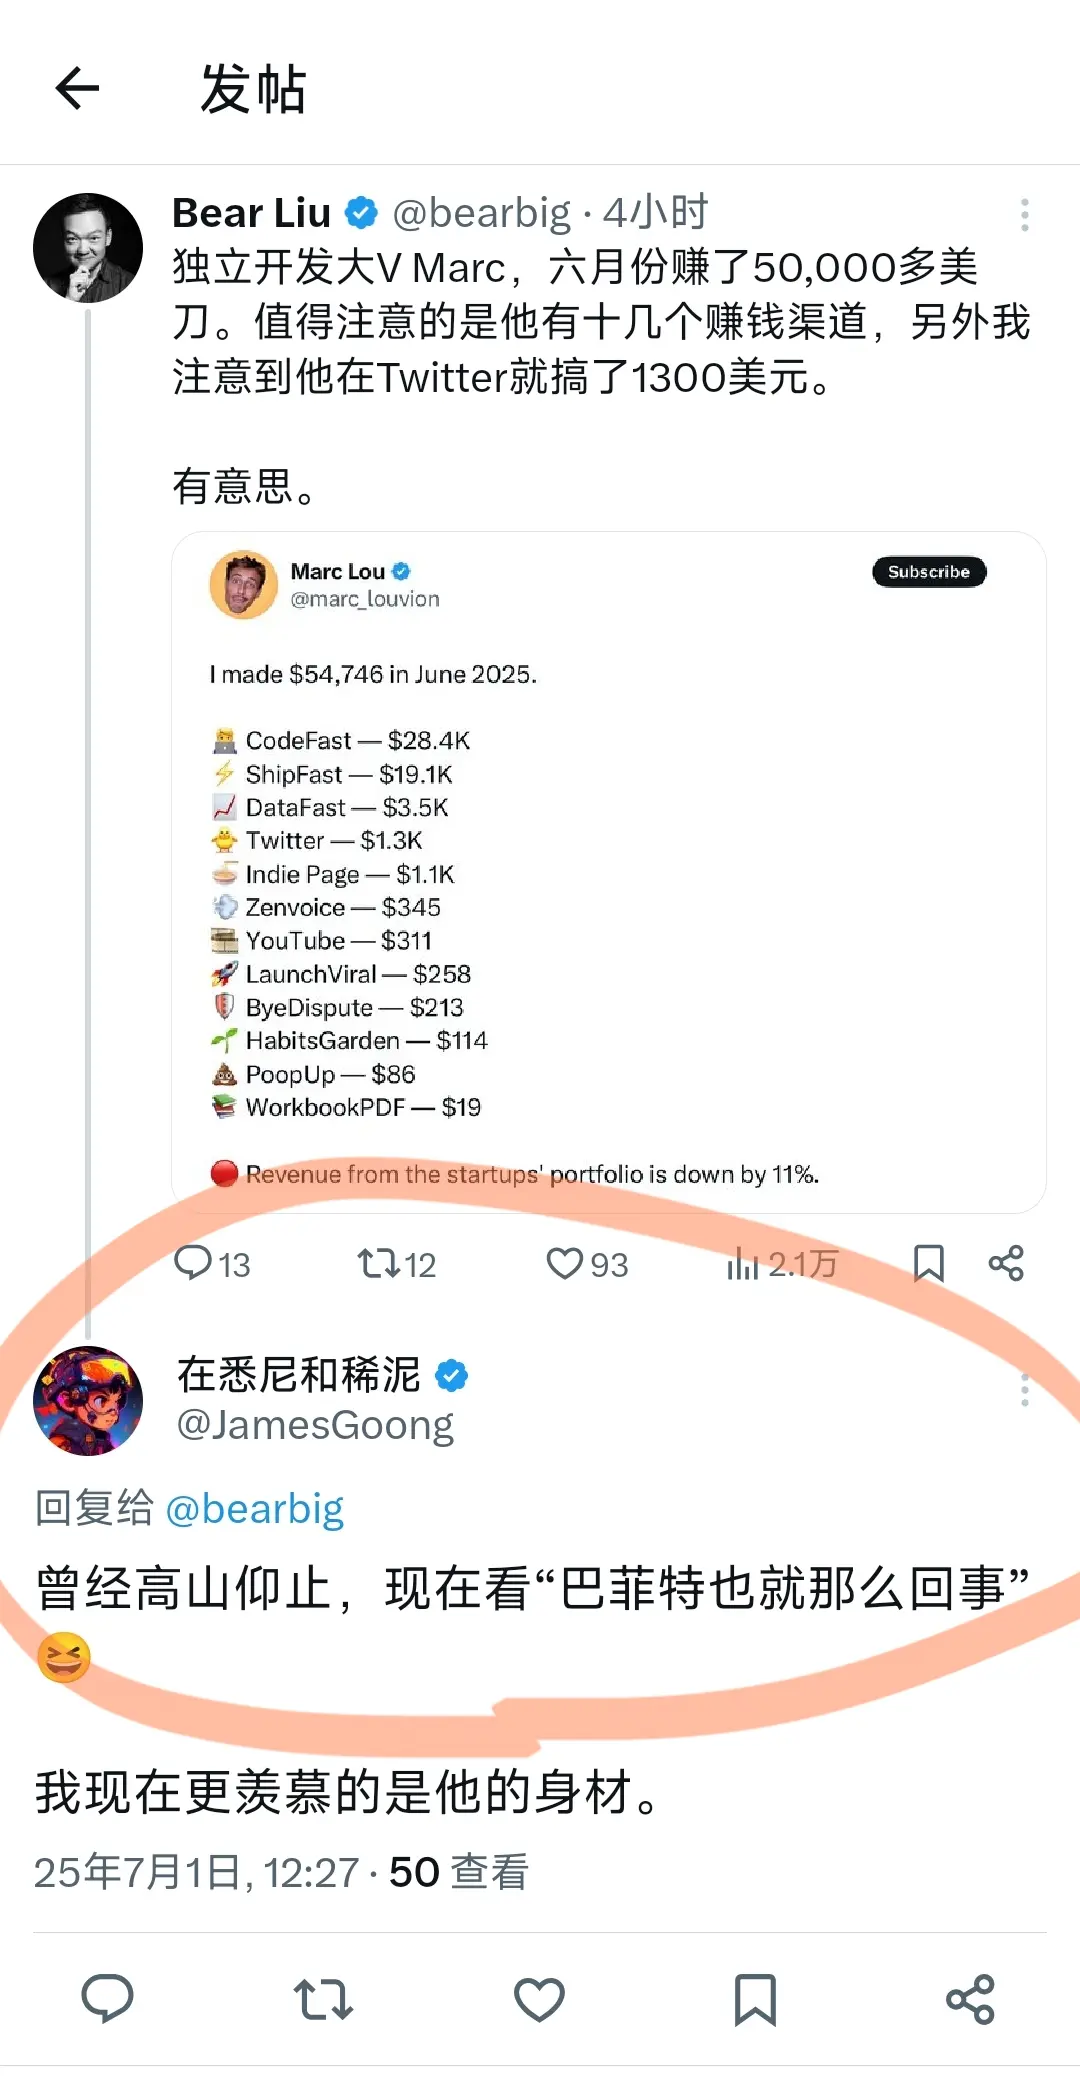 发帖
Bear Liu @bearbig · 4小时
独立开发大V Marc，六月份赚了50,000多美
刀。值得注意的是他有十几个赚钱渠道，另外我
注意到他在Twitter就搞了1300美元。
有意思。
Marc Lou
Subscribe
@marc_louvion
I made $54,746 in June 2025.
CodeFast — $28.4K
ShipFast — $19.1K
DataFast — $3.5K
Twitter — $1.3K
Indie Page — $1.1K
Zenvoice — $345
YouTube — $311
LaunchViral — $258
ByeDispute — $213
HabitsGarden — $114
PoopUp — $86
WorkbookPDF — $19
Revenue from the startups' portfolio is down by 11%.
13 12 93 2.1万
在悉尼和稀泥
@JamesGoong
回复给 @bearbig
曾经高山仰止，现在看“巴菲特也就那么回事”
😆
我现在更羡慕的是他的身材。
25年7月1日, 12:27 · 50 查看